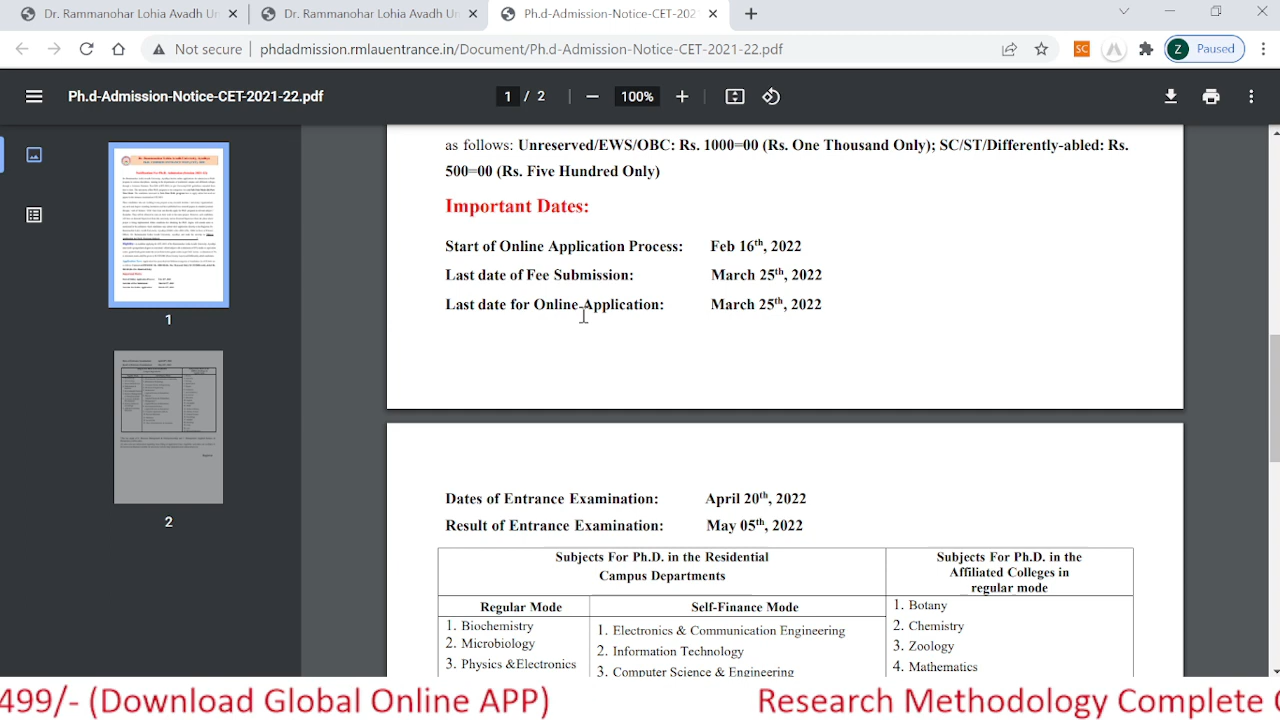 Dr. Rammanohar Lohia Avadh Un
Dr. Rammanohar Lohia Avadh Un
Ph.d-Admission-Notice-CET-202
Not secure | phdadmission.rmlauentrance.in/Document/Ph.d-Admission-Notice-CET-2021-22.pdf
SC
Z Paused
Ph.d-Admission-Notice-CET-2021-22.pdf
1 / 2
100%
as follows: Unreserved/EWS/OBC: Rs. 1000=00 (Rs. One Thousand Only); SC/ST/Differently-abled: Rs.
500=00 (Rs. Five Hundred Only)
Important Dates:
Start of Online Application Process: Feb 16th, 2022
Last date of Fee submission: March 25th, 2022
Last date for Online Application: March 25th, 2022
1
2
Dates of Entrance Examination: April 20th, 2022
Result of Entrance Examination: May 05th, 2022
Subjects For Ph.D. in the Residential
Campus Departments
Subjects For Ph.D. in the
Affiliated Colleges in
regular mode
Regular Mode
Self-Finance Mode
1. Biochemistry
2. Microbiology
3. Physics &Electronics
1. Electronics & Communication Engineering
2. Information Technology
3. Computer Science & Engineering
1. Botany
2. Chemistry
3. Zoology
4. Mathematics
499/- (Download Global Online APP)
Research Methodology Complete